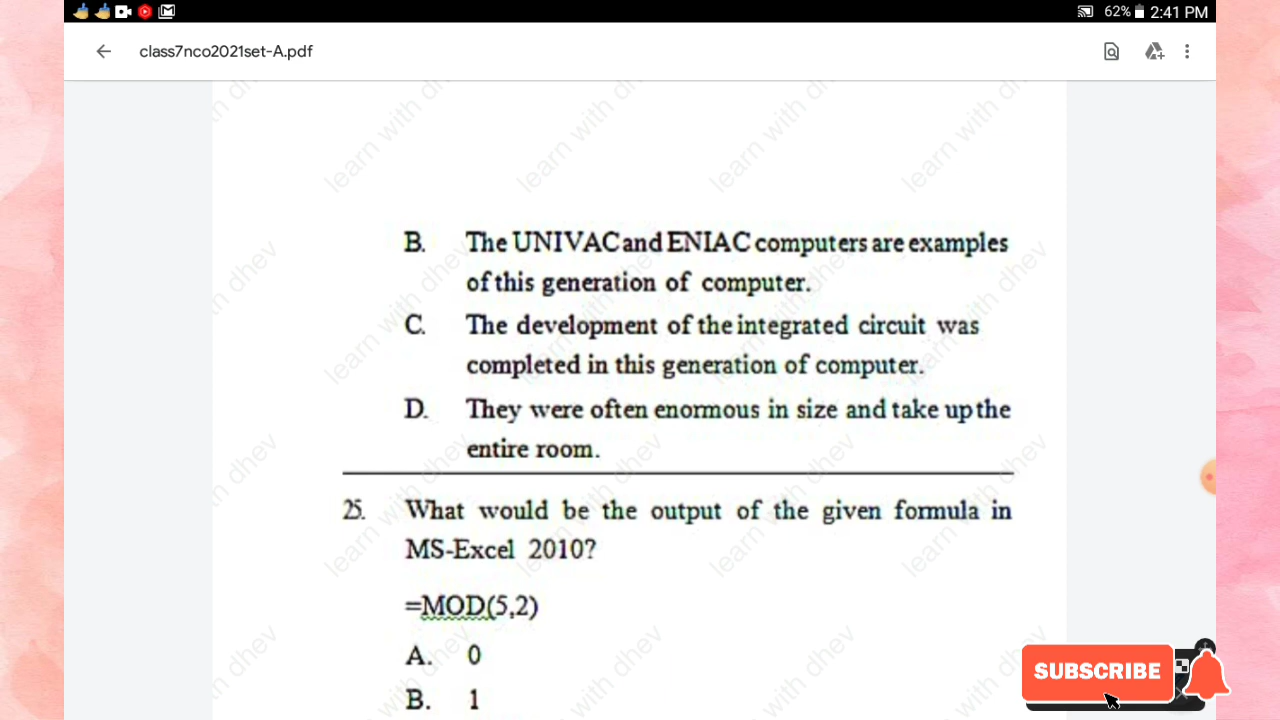 62% 2:41 PM
class7nco2021set-A.pdf
B. The UNIVAC and ENIAC computers are examples
of this generation of computer.
C. The development of the integrated circuit was
completed in this generation of computer.
D. They were often enormous in size and take up the
entire room.
25. What would be the output of the given formula in
MS-Excel 2010?
=MOD(5,2)
A. 0
B. 1
SUBSCRIBE
learn with dhev